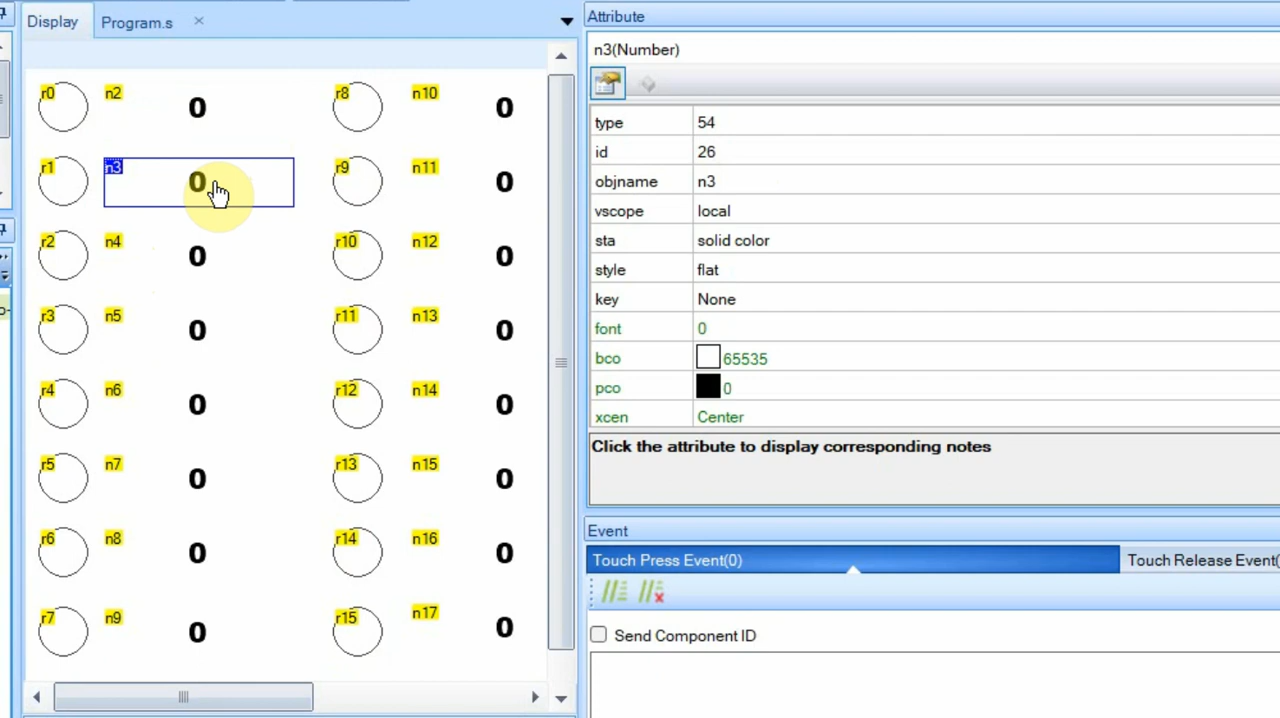 Display Program.s ×
r0 n2 0 r8 n10 0
r1 n3 0 r9 n11 0
r2 n4 0 r10 n12 0
r3 n5 0 r11 n13 0
r4 n6 0 r12 n14 0
r5 n7 0 r13 n15 0
r6 n8 0 r14 n16 0
r7 n9 0 r15 n17 0
Attribute
n3(Number)
type 54
id 26
objname n3
vscope local
sta solid color
style flat
key None
font 0
bco 65535
pco 0
xcen Center
Click the attribute to display corresponding notes
Event
Touch Press Event(0) Touch Release Event(
Send Component ID